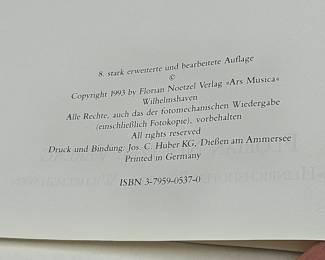 8. stark erweiterte und bearbeitete Auflage
©
Copyright 1993 by Florian Noetzel Verlag »Ars Musica«
Wilhelmshaven
Alle Rechte, auch das der fotomechanischen Wiedergabe
(einschließlich Fotokopie), vorbehalten
All rights reserved
Druck und Bindung: Jos. C. Huber KG, Dießen am Ammersee
Printed in Germany
ISBN 3-7959-0537-0